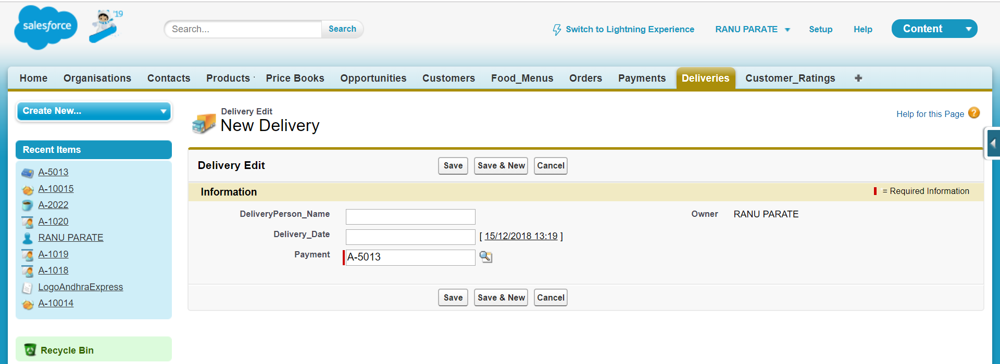 salesforce
'19
Search...
Search
Switch to Lightning Experience
RANU PARATE
Setup
Help
Content
Home Organisations Contacts Products Price Books Opportunities Customers Food_Menus Orders Payments Deliveries Customer_Ratings +
Create New...
Recent Items
A-5013
A-10015
A-2022
A-1020
RANU PARATE
A-1019
A-1018
LogoAndhraExpress
A-10014
Recycle Bin
Delivery Edit
New Delivery
Help for this Page ?
Delivery Edit
Save
Save & New
Cancel
Information
= Required Information
DeliveryPerson_Name
Owner RANU PARATE
Delivery_Date
[ 15/12/2018 13:19 ]
Payment A-5013
Save
Save & New
Cancel